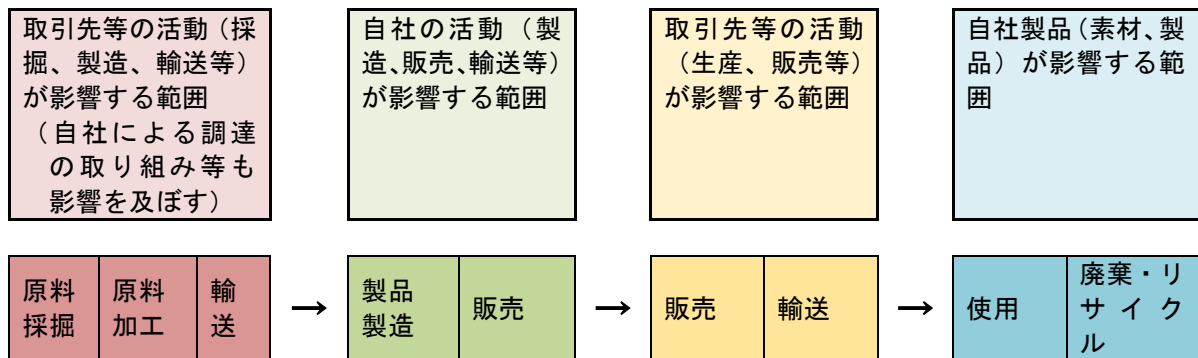 取引先等の活動（採
掘、製造、輸送等）
が影響する範囲
（自社による調達
の取り組み等も
影響を及ぼす）
自社の活動（製
造、販売、輸送等）
が影響する範囲
取引先等の活動
（生産、販売等）
が影響する範囲
自社製品（素材、製
品）が影響する範
囲
原料
採掘
原料
加工
輸
送
→
製品
製造
販売
→
販売
輸送
→
使用
廃棄・リ
サイク
ル